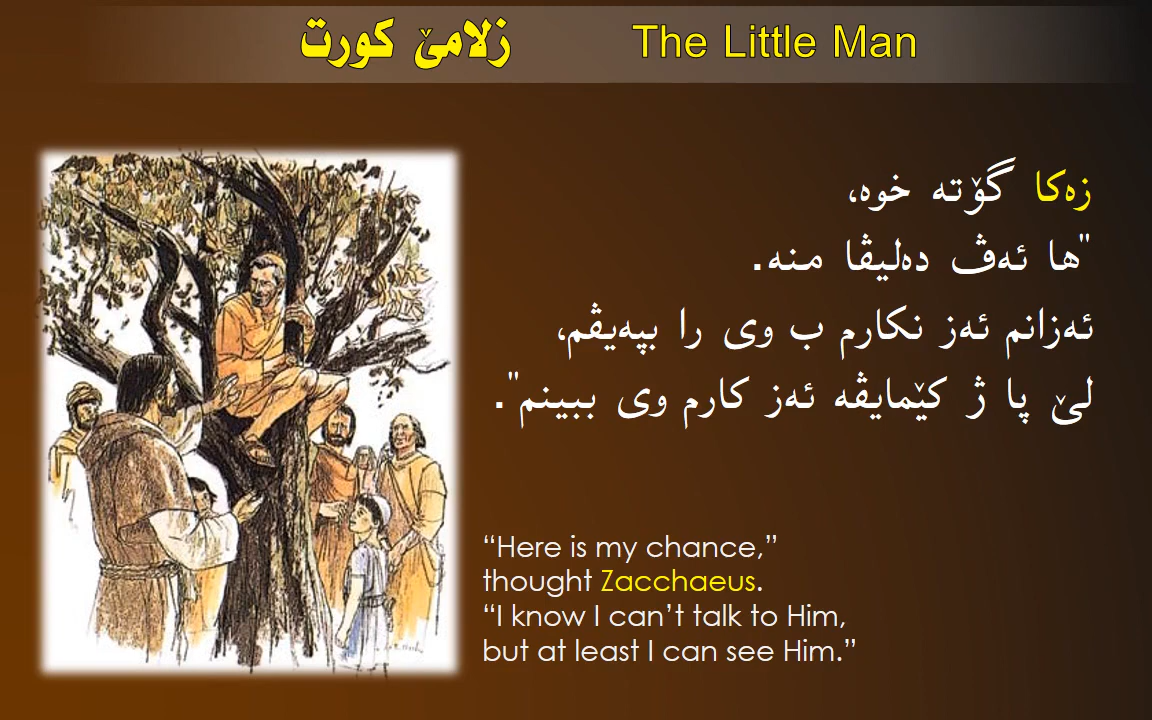 زلامێ کورت The Little Man
زەکا گۆتە خوە،
"ها ئەڤ دەلیڤا منە.
ئەزانم ئەز نکارم ب وی را بپەیڤم،
لێ پا ژ کێمایڤە ئەز کارم وی ببینم".
“Here is my chance,”
thought Zacchaeus.
“I know I can’t talk to Him,
but at least I can see Him.”